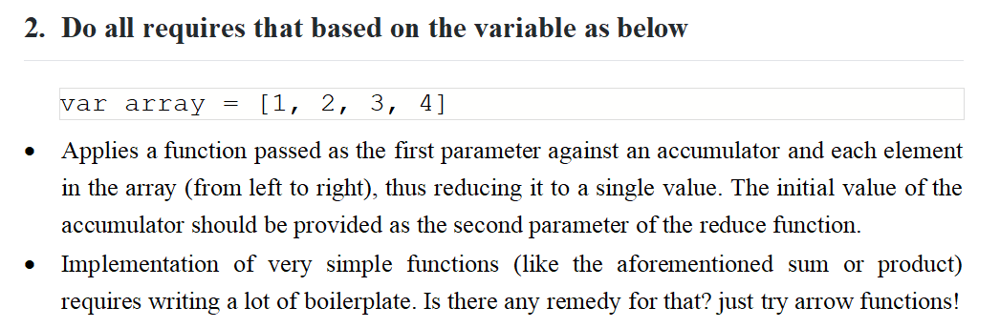 2. Do all requires that based on the variable as below
var array = [1, 2, 3, 4]
• Applies a function passed as the first parameter against an accumulator and each element
in the array (from left to right), thus reducing it to a single value. The initial value of the
accumulator should be provided as the second parameter of the reduce function.
• Implementation of very simple functions (like the aforementioned sum or product)
requires writing a lot of boilerplate. Is there any remedy for that? just try arrow functions!